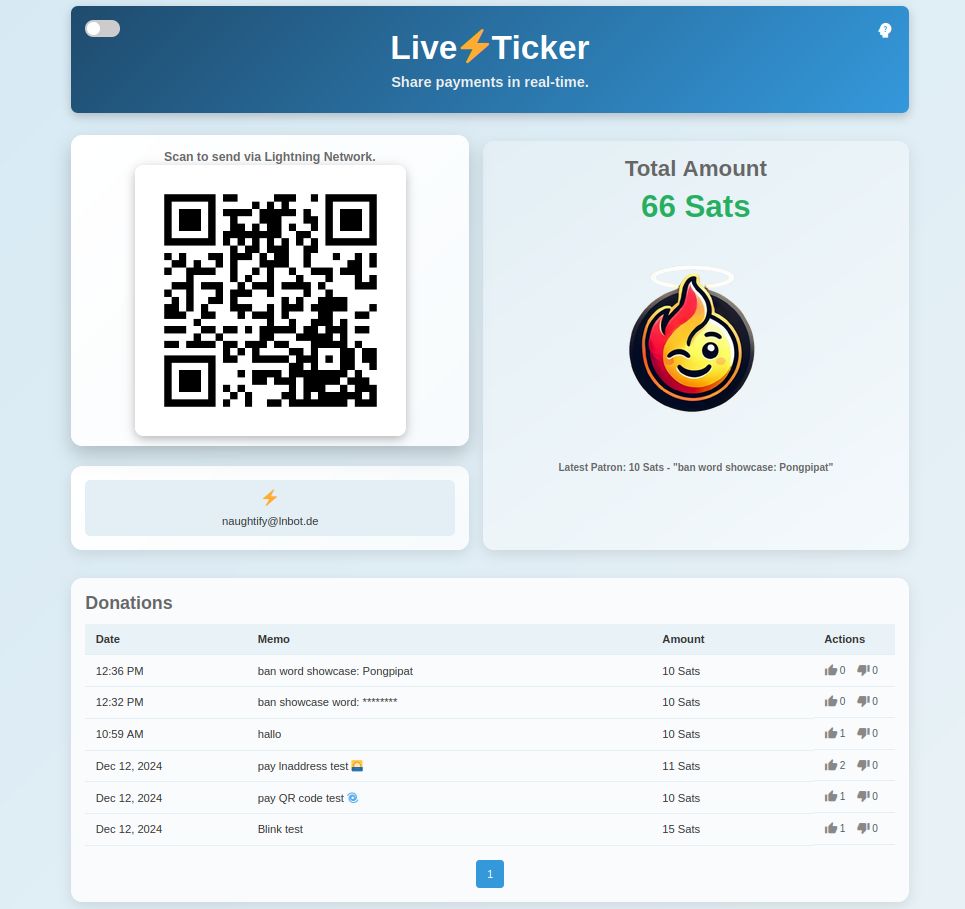 Live⚡Ticker
Share payments in real-time.
Scan to send via Lightning Network.
Total Amount
66 Sats
Latest Patron: 10 Sats - "ban word showcase: Pongpipat"
⚡
naughtify@lnbot.de
Donations
Date Memo Amount Actions
12:36 PM ban word showcase: Pongpipat 10 Sats 👍0 👎0
12:32 PM ban showcase word: ******** 10 Sats 👍0 👎0
10:59 AM hallo 10 Sats 👍1 👎0
Dec 12, 2024 pay lnaddress test 🌅 11 Sats 👍2 👎0
Dec 12, 2024 pay QR code test 🌀 10 Sats 👍1 👎0
Dec 12, 2024 Blink test 15 Sats 👍1 👎0
1